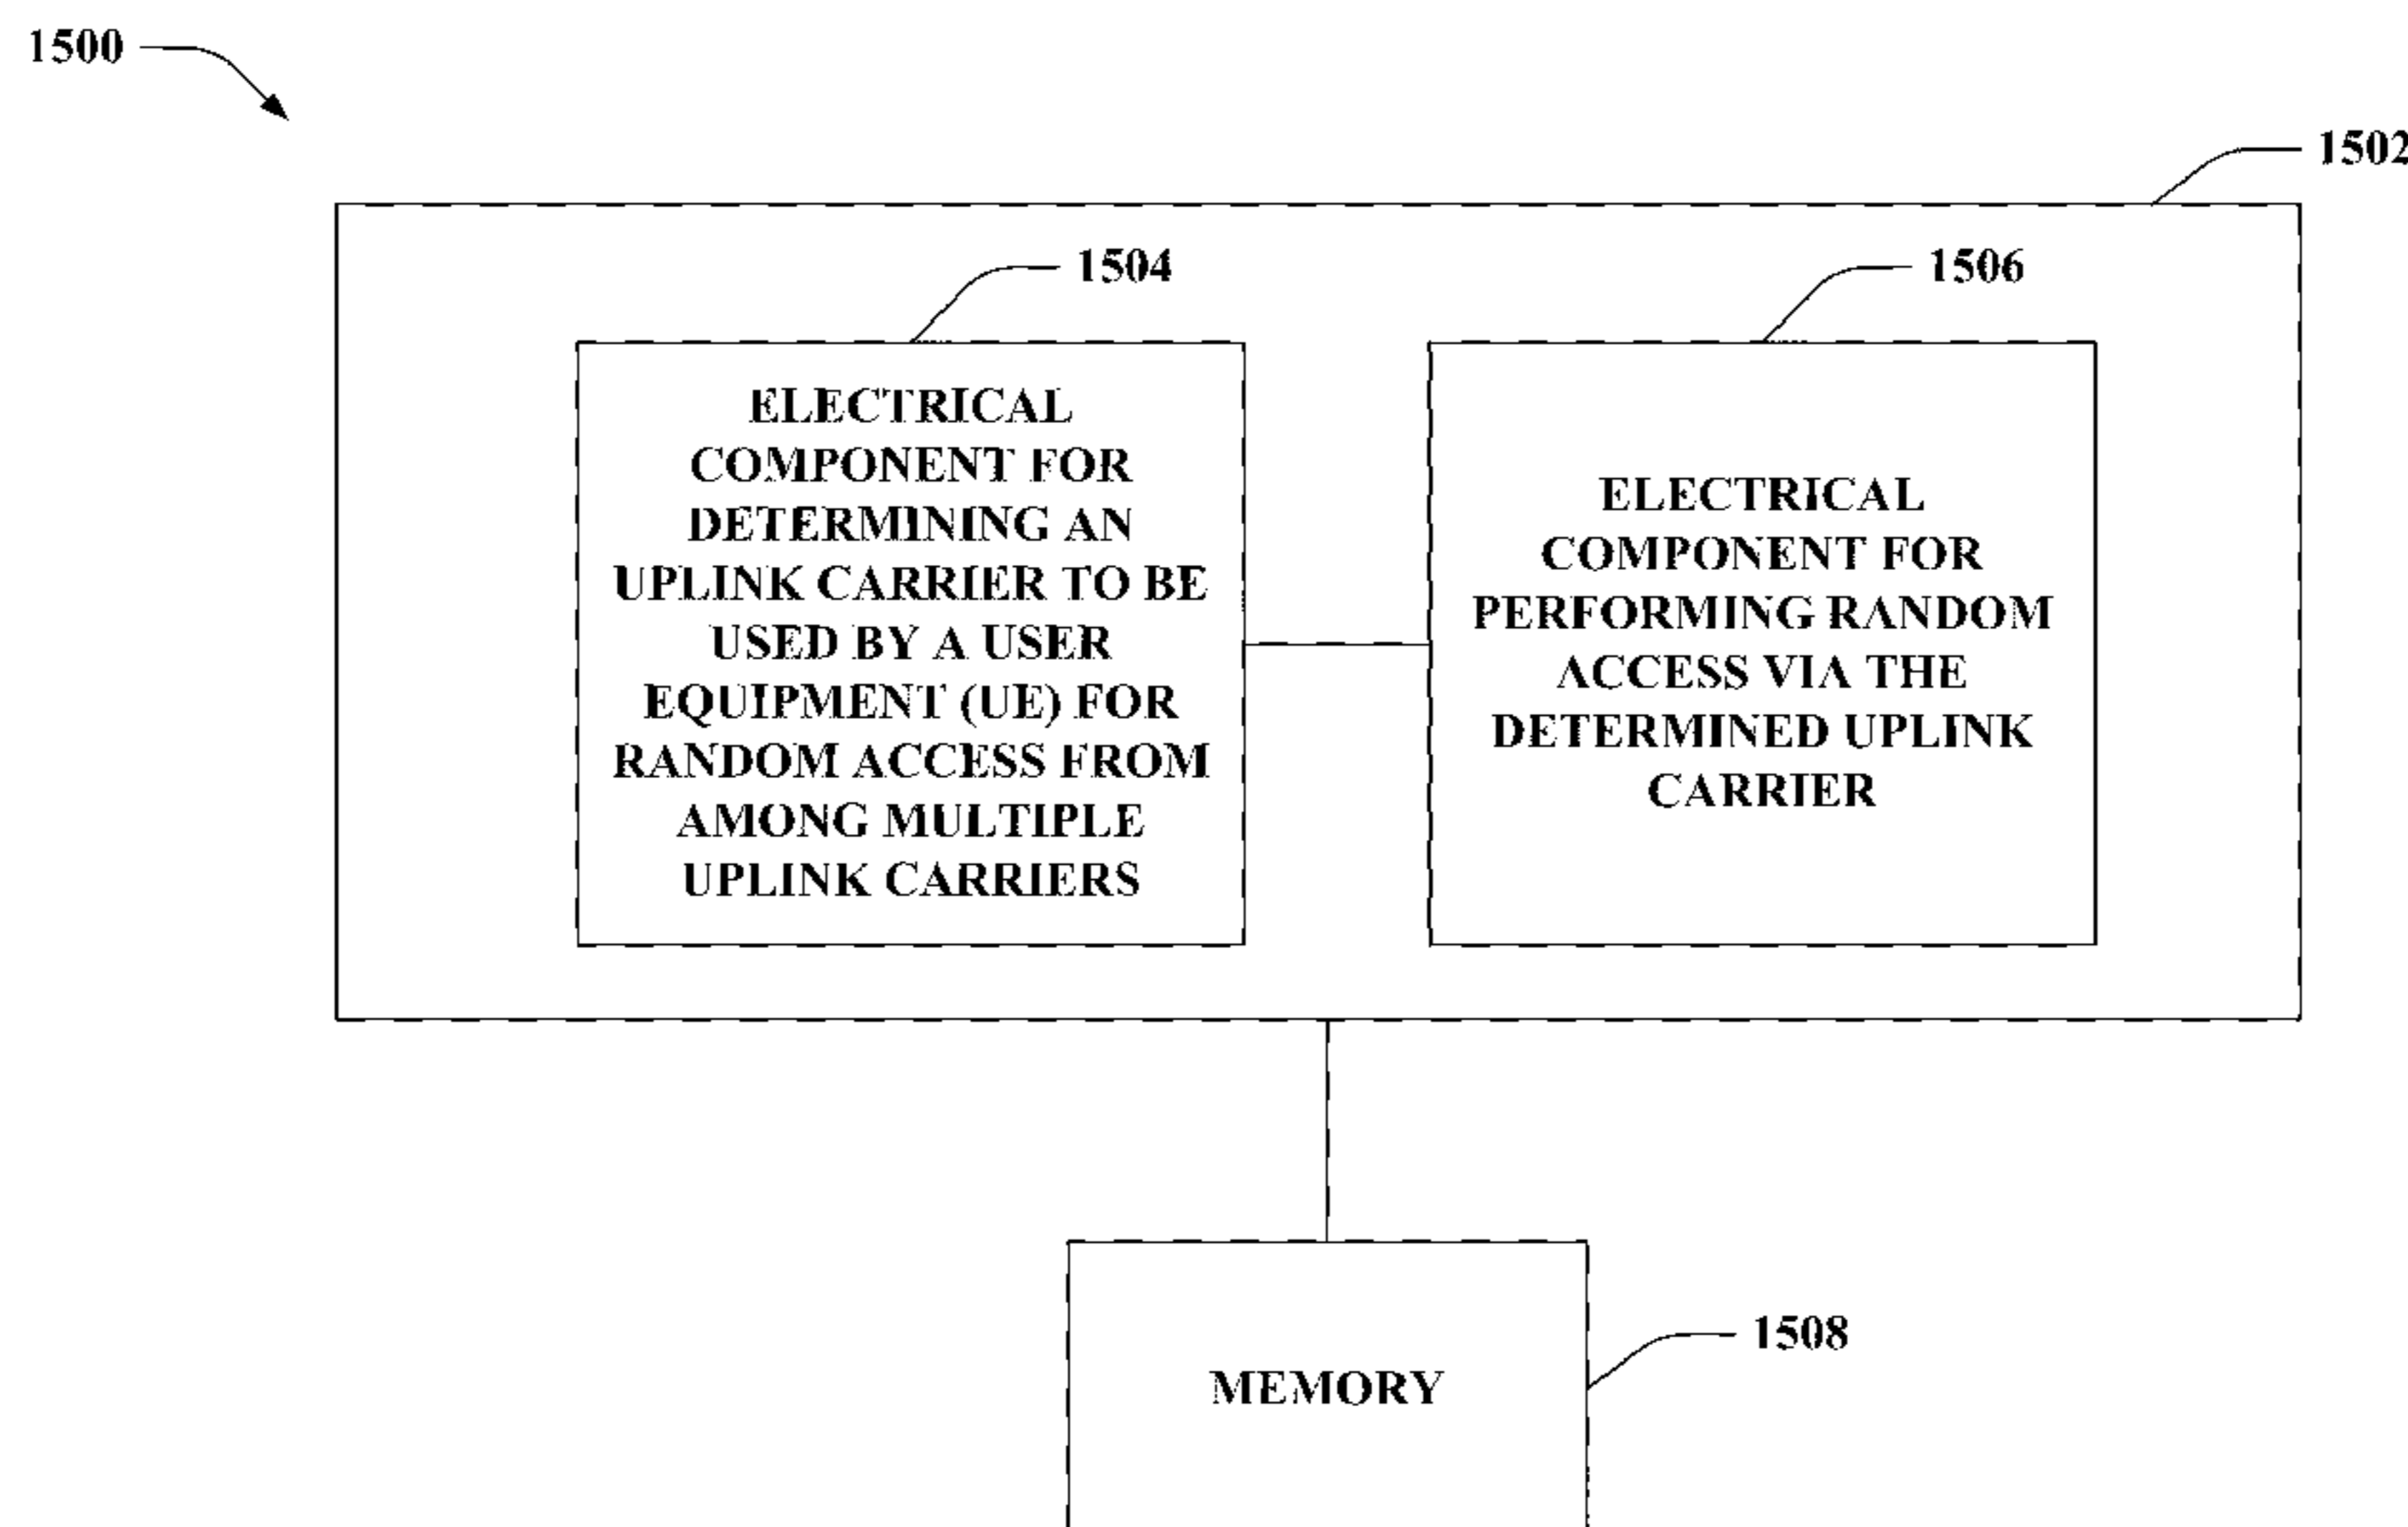 1500
1502
1504
1506
ELECTRICAL
COMPONENT FOR
DETERMINING AN
UPLINK CARRIER TO BE
USED BY A USER
EQUIPMENT (UE) FOR
RANDOM ACCESS FROM
AMONG MULTIPLE
UPLINK CARRIERS
ELECTRICAL
COMPONENT FOR
PERFORMING RANDOM
ACCESS VIA THE
DETERMINED UPLINK
CARRIER
1508
MEMORY